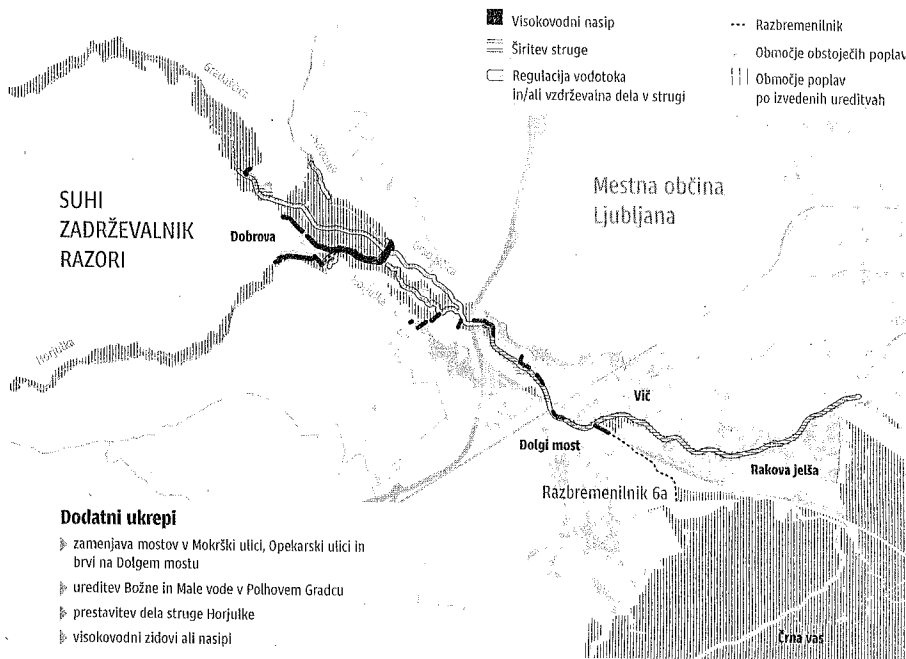 Visokovodni nasip
Širitev struge
Regulacija vodotoka
in/ali vzdrževalna dela v strugi
Razbremenilnik
Območje obstoječih poplav
Območje poplav
po izvedenih ureditvah
Gradaščica
SUHI
ZADRŽEVALNIK
RAZORI
Dobrova
Mestna občina
Ljubljana
Horjulka
Vič
Dolgi most
Rakova jelša
Razbremenilnik 6a
Črna vas
Dodatni ukrepi
zamenjava mostov v Mokrški ulici, Opekarski ulici in
brvi na Dolgem mostu
ureditev Božne in Male vode v Polhovem Gradcu
prestavitev dela struge Horjulke
visokovodni zidovi ali nasipi